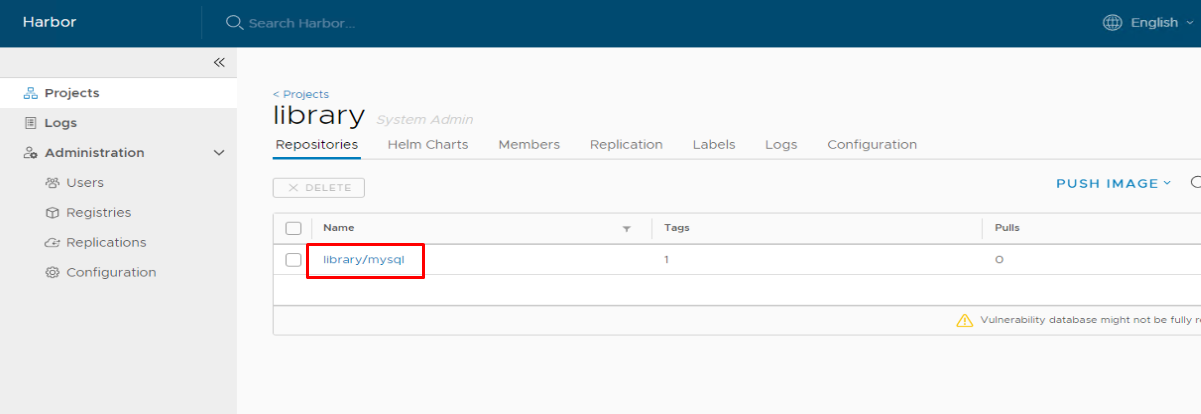 Harbor
Search Harbor...
English
Projects
Logs
Administration
Users
Registries
Replications
Configuration
< Projects
library System Admin
Repositories Helm Charts Members Replication Labels Logs Configuration
DELETE
PUSH IMAGE
Name Tags Pulls
library/mysql 1 0
Vulnerability database might not be fully